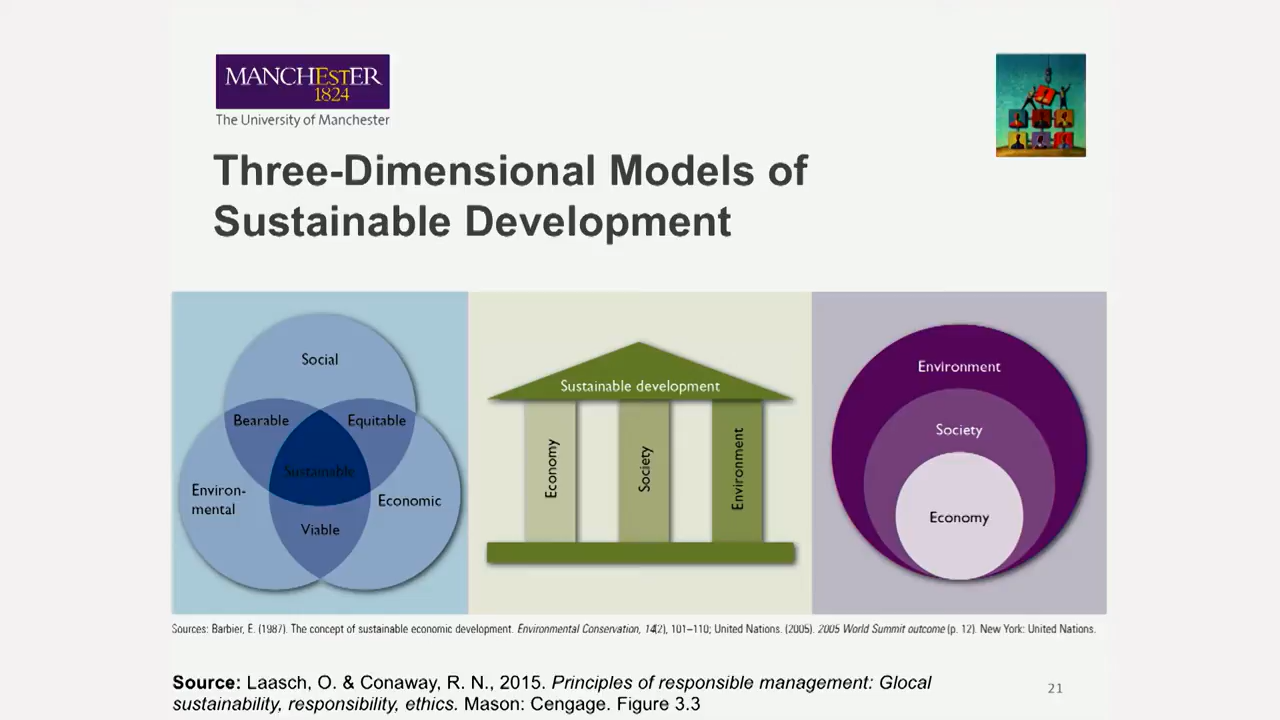 MANCHEstER
1824
The University of Manchester
Three-Dimensional Models of
Sustainable Development
Social
Bearable
Equitable
Sustainable
Environ-
mental
Economic
Viable
Sustainable development
Economy
Society
Environment
Environment
Society
Economy
Sources: Barbier, E. (1987). The concept of sustainable economic development. Environmental Conservation, 14(2), 101–110; United Nations. (2005). 2005 World Summit outcome (p. 12). New York: United Nations.
Source: Laasch, O. & Conaway, R. N., 2015. Principles of responsible management: Glocal
sustainability, responsibility, ethics. Mason: Cengage. Figure 3.3
21